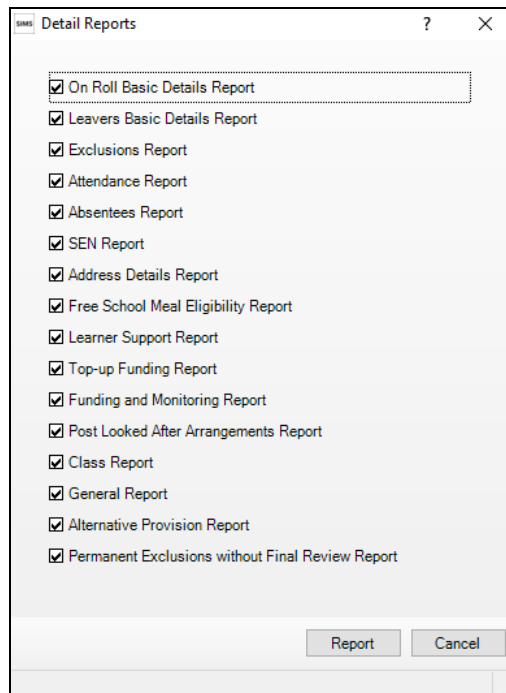 SIMS Detail Reports ?
On Roll Basic Details Report
Leavers Basic Details Report
Exclusions Report
Attendance Report
Absentees Report
SEN Report
Address Details Report
Free School Meal Eligibility Report
Learner Support Report
Top-up Funding Report
Funding and Monitoring Report
Post Looked After Arrangements Report
Class Report
General Report
Alternative Provision Report
Permanent Exclusions without Final Review Report
Report Cancel